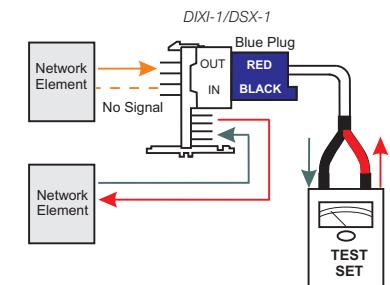 DIXI-1/DSX-1
Blue Plug
Network
Element
OUT
RED
IN
BLACK
No Signal
Network
Element
TEST
SET